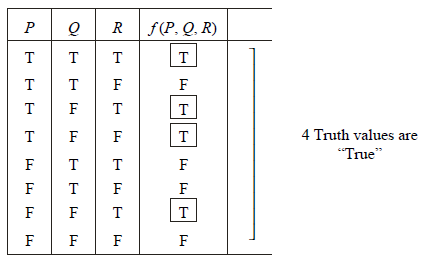 P Q R f (P, Q, R)
T T T T
T T F F
T F T T
T F F T
4 Truth values are
“True”
F T T F
F T F F
F F T T
F F F F